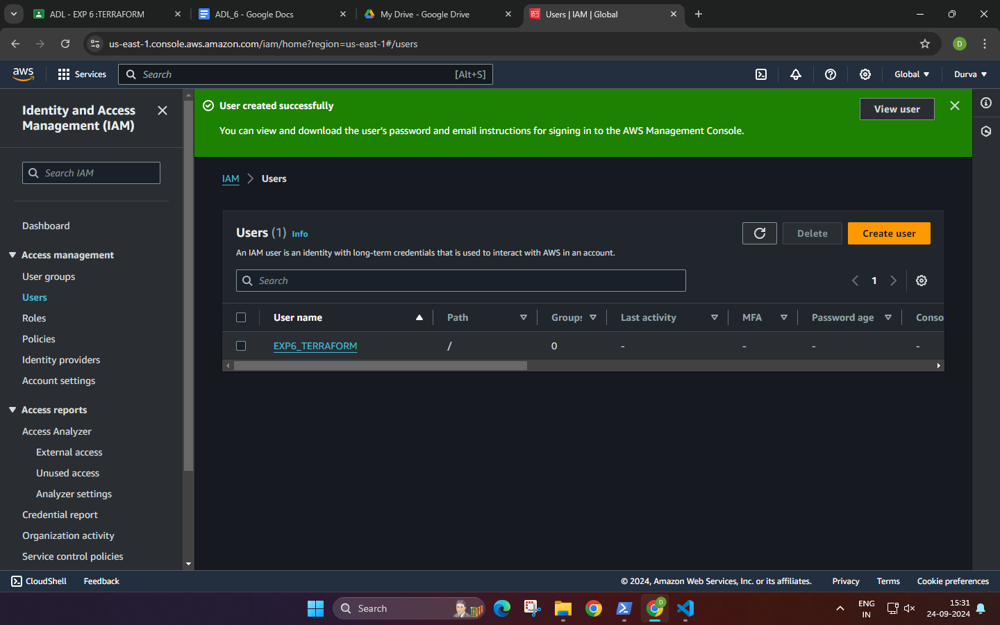 ADL - EXP 6 :TERRAFORM
ADL_6 - Google Docs
My Drive - Google Drive
Users | IAM | Global
us-east-1.console.aws.amazon.com/iam/home?region=us-east-1#/users
D
aws
Services
Search
[Alt+S]
Global
Durva
Identity and Access
Management (IAM)
Search IAM
Dashboard
Access management
User groups
Users
Roles
Policies
Identity providers
Account settings
Access reports
Access Analyzer
External access
Unused access
Analyzer settings
Credential report
Organization activity
Service control policies
User created successfully
You can view and download the user's password and email instructions for signing in to the AWS Management Console.
View user
IAM
Users
Users (1) Info
Delete
Create user
An IAM user is an identity with long-term credentials that is used to interact with AWS in an account.
Search
1
User name
Path
Groups
Last activity
MFA
Password age
Conso
EXP6_TERRAFORM
/
0
-
-
-
-
CloudShell
Feedback
© 2024, Amazon Web Services, Inc. or its affiliates.
Privacy
Terms
Cookie preferences
Search
D
ENG
IN
15:31
24-09-2024